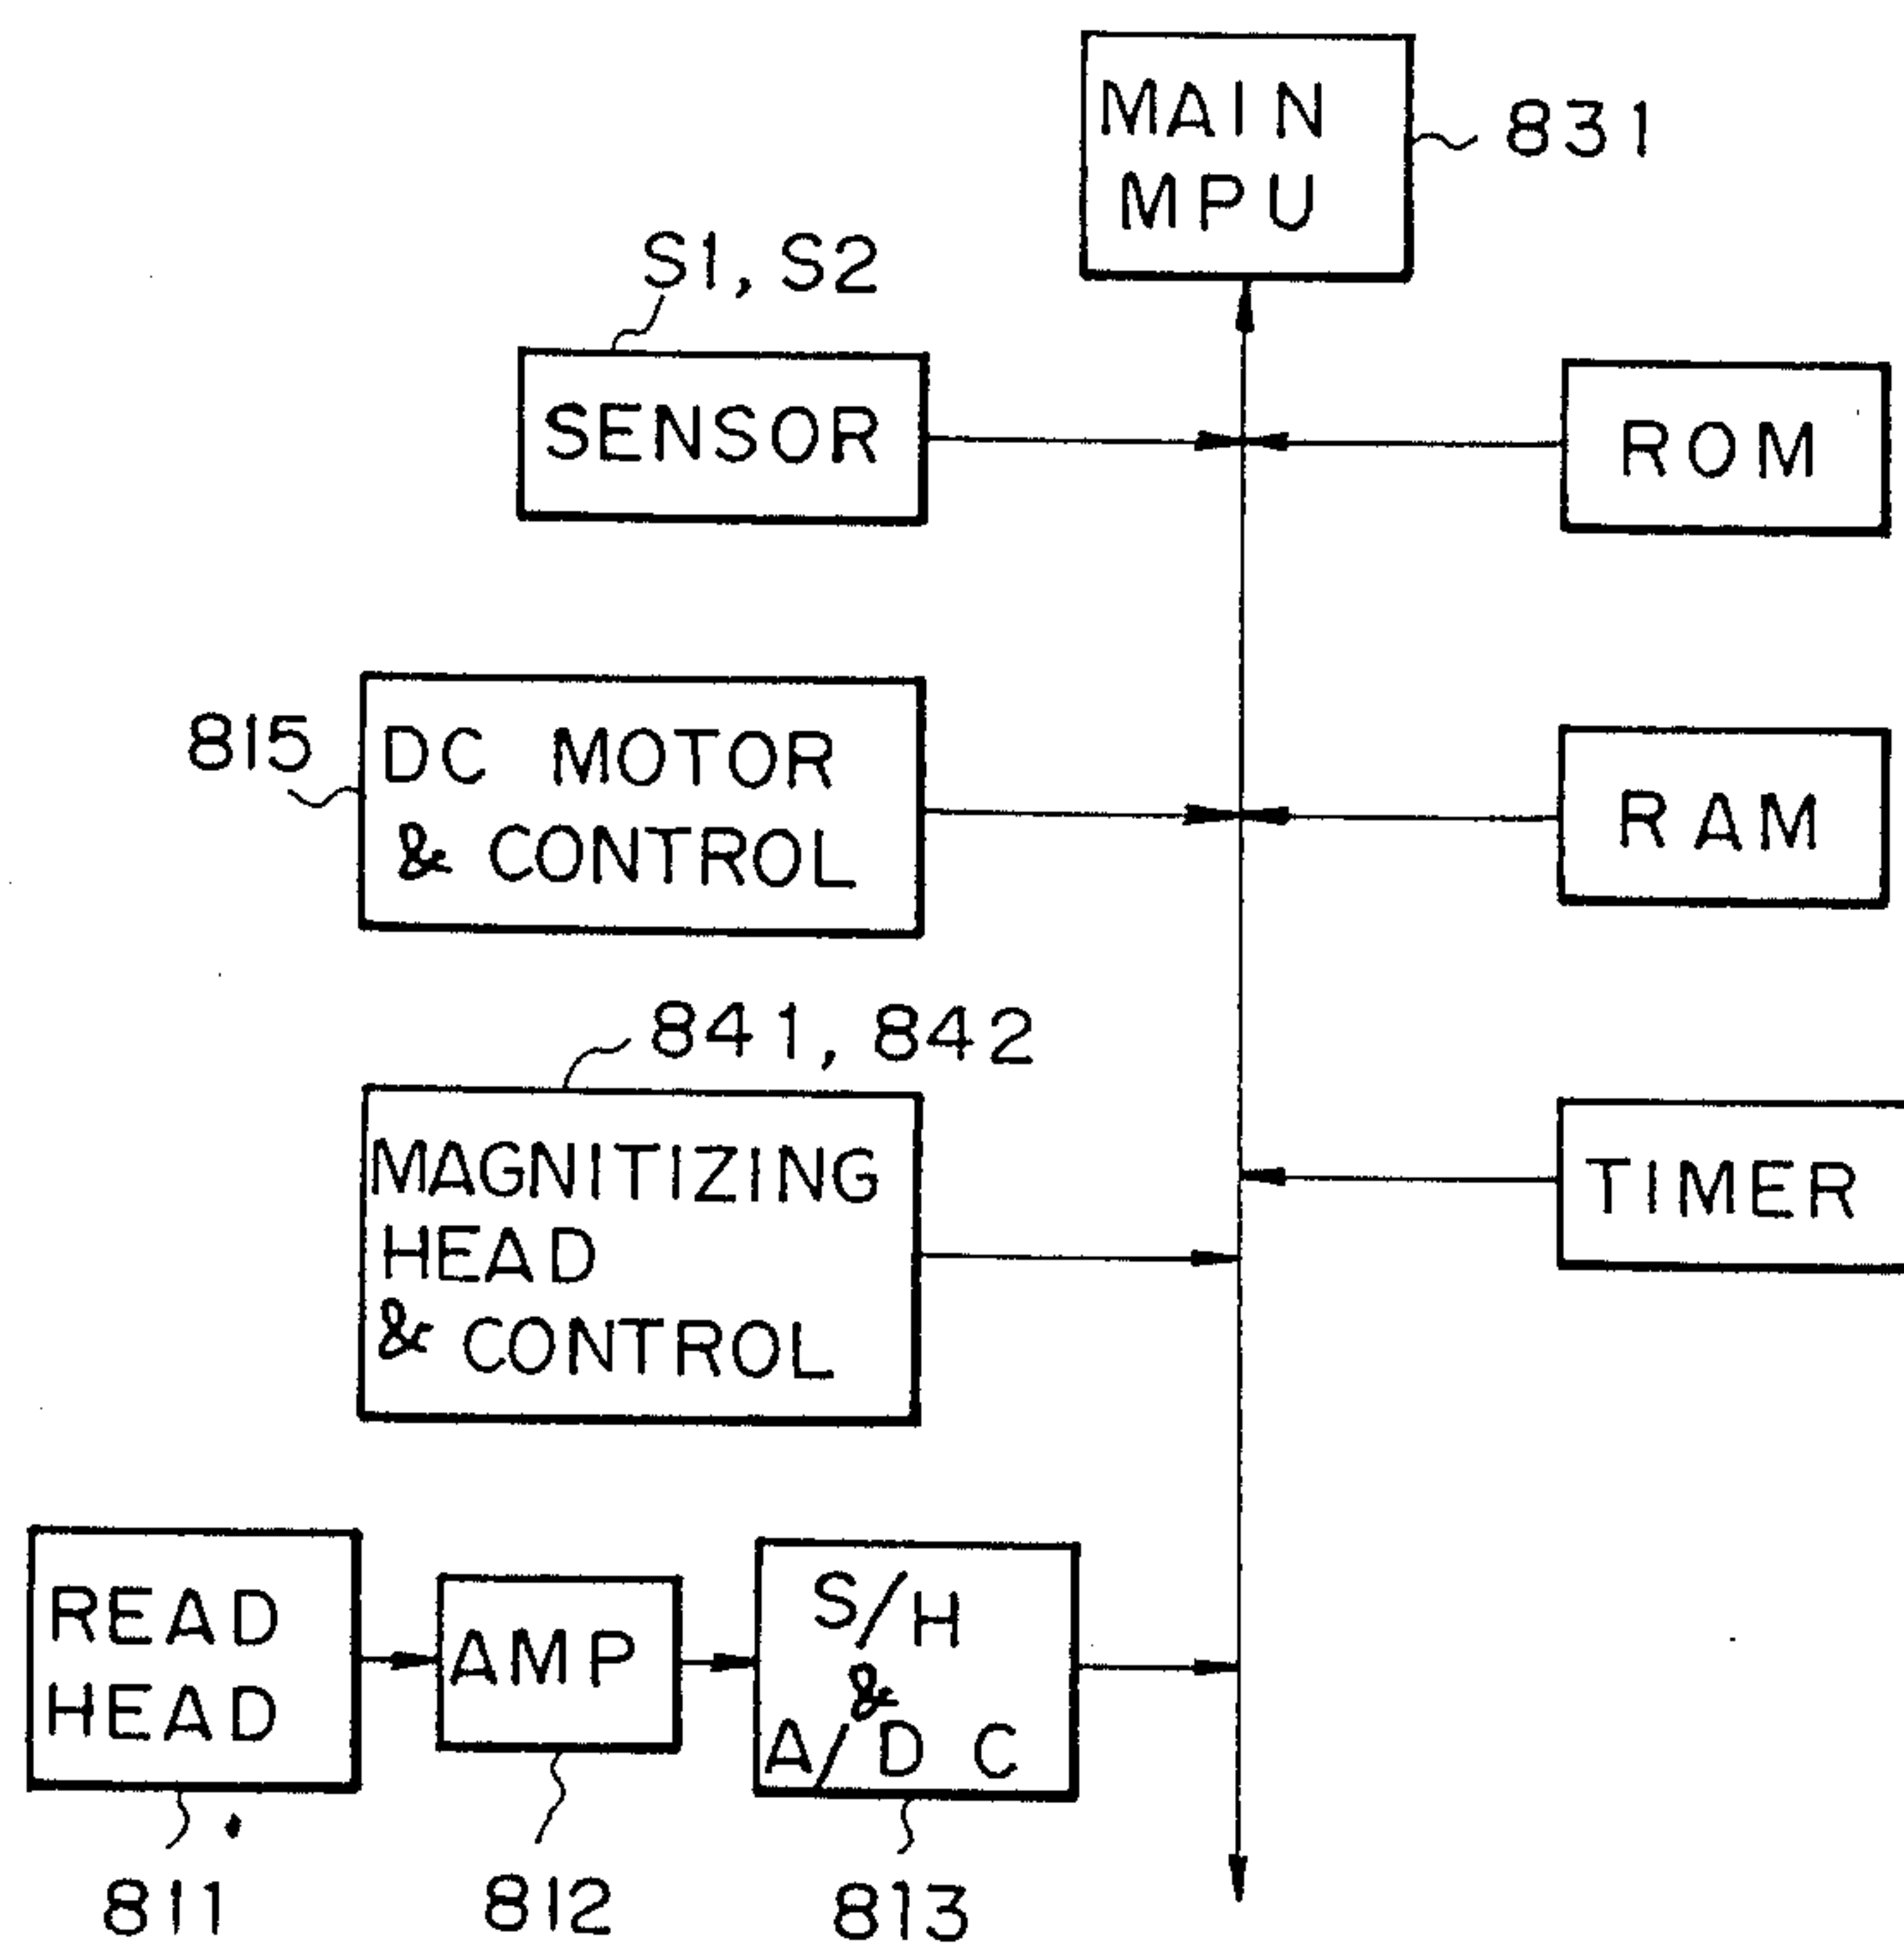 MAIN
MPU
831
S1, S2
SENSOR
ROM
815
DC MOTOR
& CONTROL
RAM
841, 842
MAGNITIZING
HEAD
& CONTROL
TIMER
READ
HEAD
AMP
S/H
&
A/DC
811
812
813